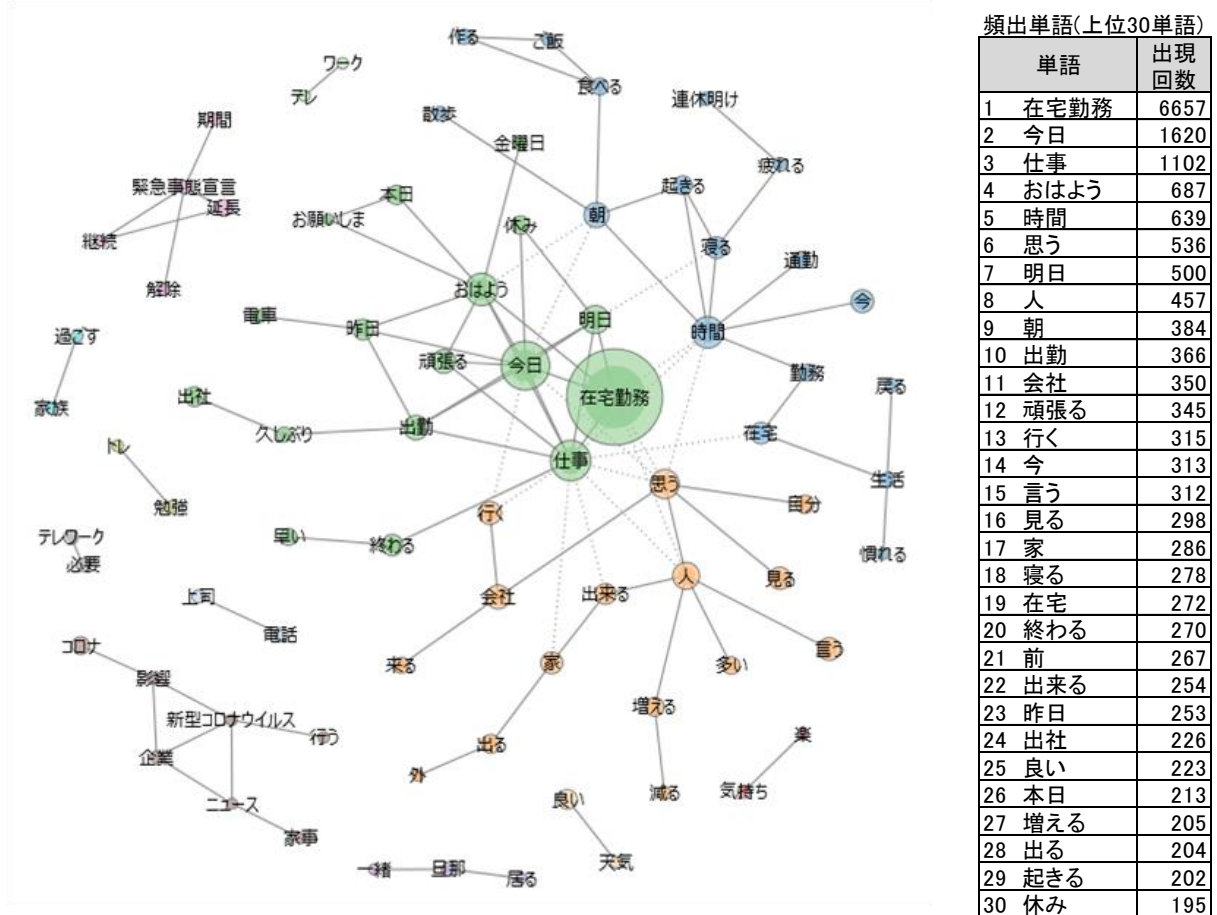 作る
ご飯
ワーク
テレ
食べる
連休明け
期間
散歩
金曜日
疲れる
緊急事態宣言
延長
本日
起きる
お願いしま
休み
朝
継続
寝る
通勤
解除
おはよう
今
電車
昨日
明日
時間
過ごす
頑張る
今日
勤務
戻る
家族
出社
在宅勤務
久しぶり
出勤
在宅
トレ
仕事
生活
勉強
思う
自分
行く
テレワーク
必要
早い
終わる
慣れる
人
見る
上司
会社
出来る
電話
コロナ
来る
家
多い
言う
影響
新型コロナウイルス
増える
行う
企業
出る
楽
外
ニュース
良い
減る
気持ち
家事
天気
一緒
旦那
居る
頻出単語(上位30単語)
単語 出現回数
1 在宅勤務 6657
2 今日 1620
3 仕事 1102
4 おはよう 687
5 時間 639
6 思う 536
7 明日 500
8 人 457
9 朝 384
10 出勤 366
11 会社 350
12 頑張る 345
13 行く 315
14 今 313
15 言う 312
16 見る 298
17 家 286
18 寝る 278
19 在宅 272
20 終わる 270
21 前 267
22 出来る 254
23 昨日 253
24 出社 226
25 良い 223
26 本日 213
27 増える 205
28 出る 204
29 起きる 202
30 休み 195